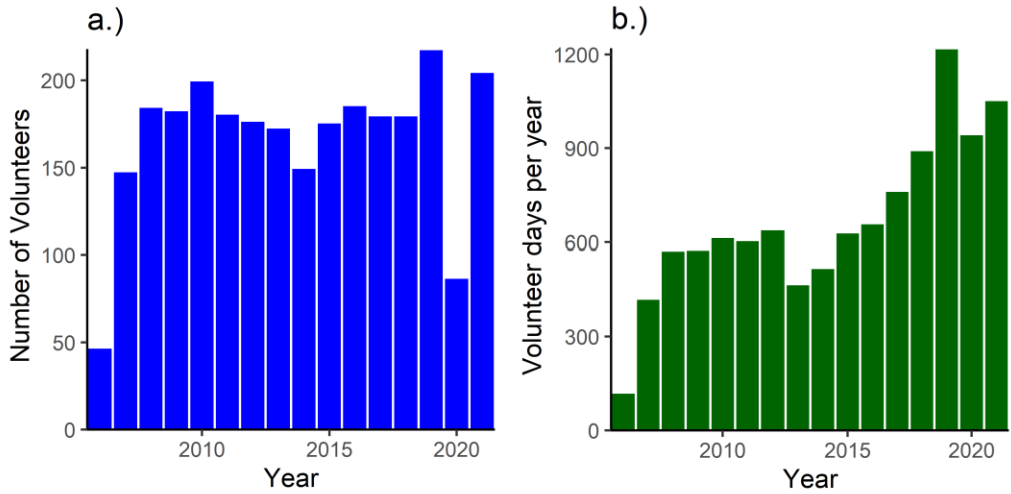 a.)
Number of Volunteers
200
150
100
50
0
2010 2015 2020
Year
b.)
Volunteer days per year
1200
900
600
300
0
2010 2015 2020
Year